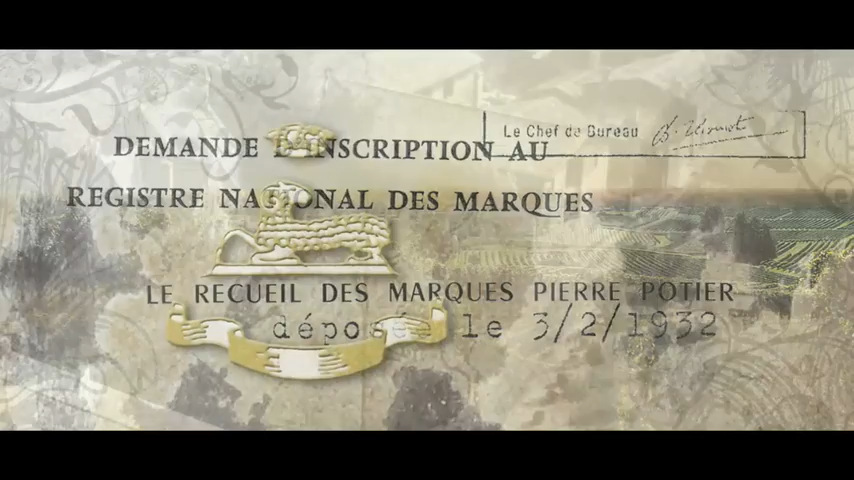 Le Chef de Bureau
DEMANDE D'INSCRIPTION AU
REGISTRE NATIONAL DES MARQUES
LE RECUEIL DES MARQUES PIERRE POTIER
déposée le 3/2/1932